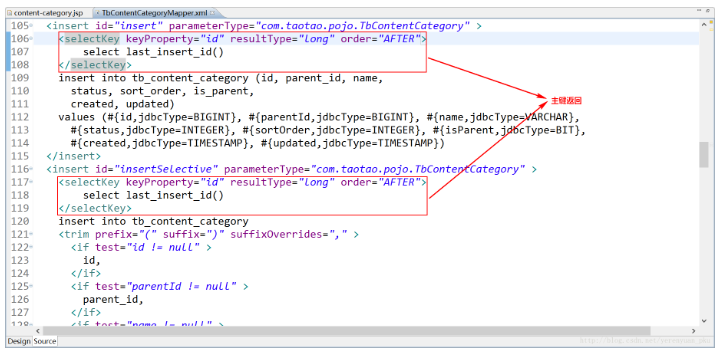 content-category.jsp TbContentCategoryMapper.xml
105 <insert id="insert" parameterType="com.taotao.pojo.TbContentCategory" >
106 <selectKey keyProperty="id" resultType="Long" order="AFTER">
107 select last_insert_id()
108 </selectKey>
109 insert into tb_content_category (id, parent_id, name,
110 status, sort_order, is_parent,
111 created, updated)
112 values (#{id,jdbcType=BIGINT}, #{parentId,jdbcType=BIGINT}, #{name,jdbcType=VARCHAR},
主键返回
113 #{status,jdbcType=INTEGER}, #{sortOrder,jdbcType=INTEGER}, #{isParent,jdbcType=BIT},
114 #{created,jdbcType=TIMESTAMP}, #{updated,jdbcType=TIMESTAMP})
115 </insert>
116 <insert id="insertSelective" parameterType="com.taotao.pojo.TbContentCategory" >
117 <selectKey keyProperty="id" resultType="Long" order="AFTER">
118 select last_insert_id()
119 </selectKey>
120 insert into tb_content_category
121 <trim prefix="(" suffix=")" suffixOverrides="," >
122 <if test="id != null" >
123 id,
124 </if>
125 <if test="parentId != null" >
126 parent_id,
127 </if>
128 <if test="name != null" >
Design Source